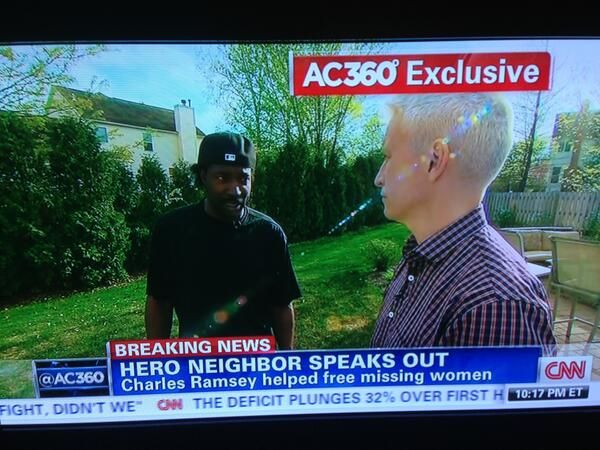 AC360° Exclusive
BREAKING NEWS
HERO NEIGHBOR SPEAKS OUT
Charles Ramsey helped free missing women
@AC360
CNN
FIGHT, DIDN'T WE" CNN THE DEFICIT PLUNGES 32% OVER FIRST H
10:17 PM ET